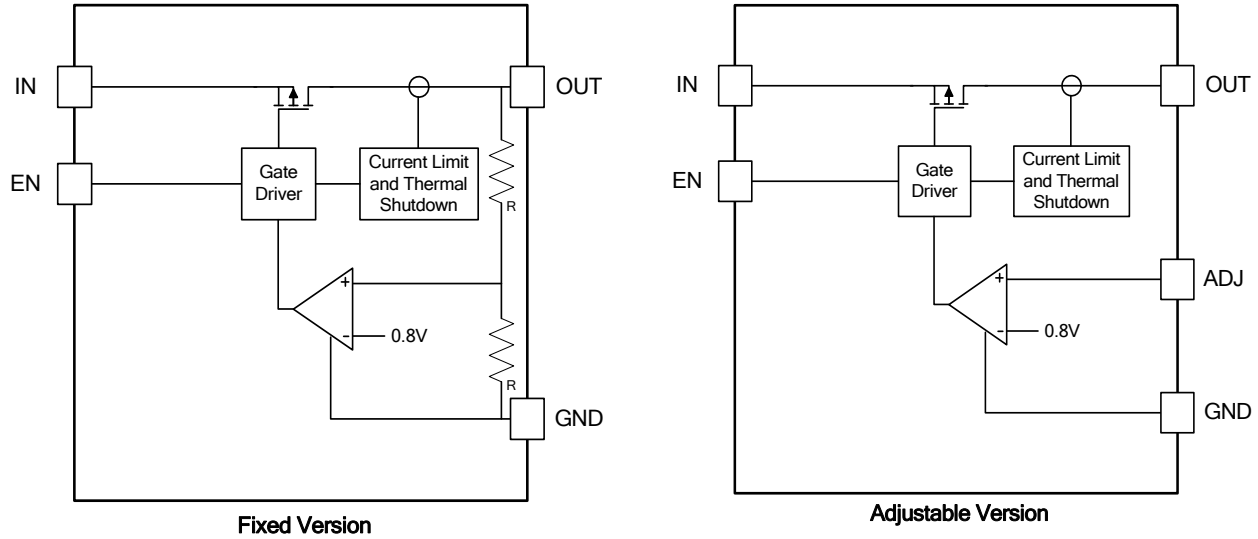 IN
OUT
EN
Gate
Driver
Current Limit
and Thermal
Shutdown
R
+
-
0.8V
R
GND
Fixed Version
IN
OUT
EN
Gate
Driver
Current Limit
and Thermal
Shutdown
+
ADJ
-
0.8V
GND
Adjustable Version